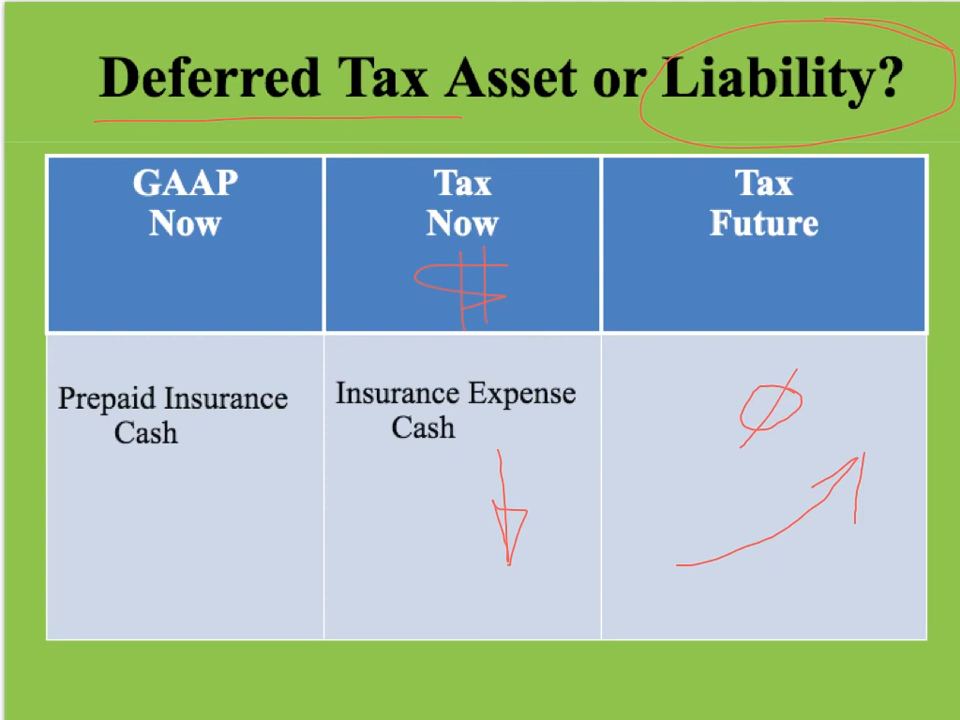 Deferred Tax Asset or Liability?
GAAP
Now
Tax
Now
$
Tax
Future
Prepaid Insurance
Cash
Insurance Expense
Cash
Ø